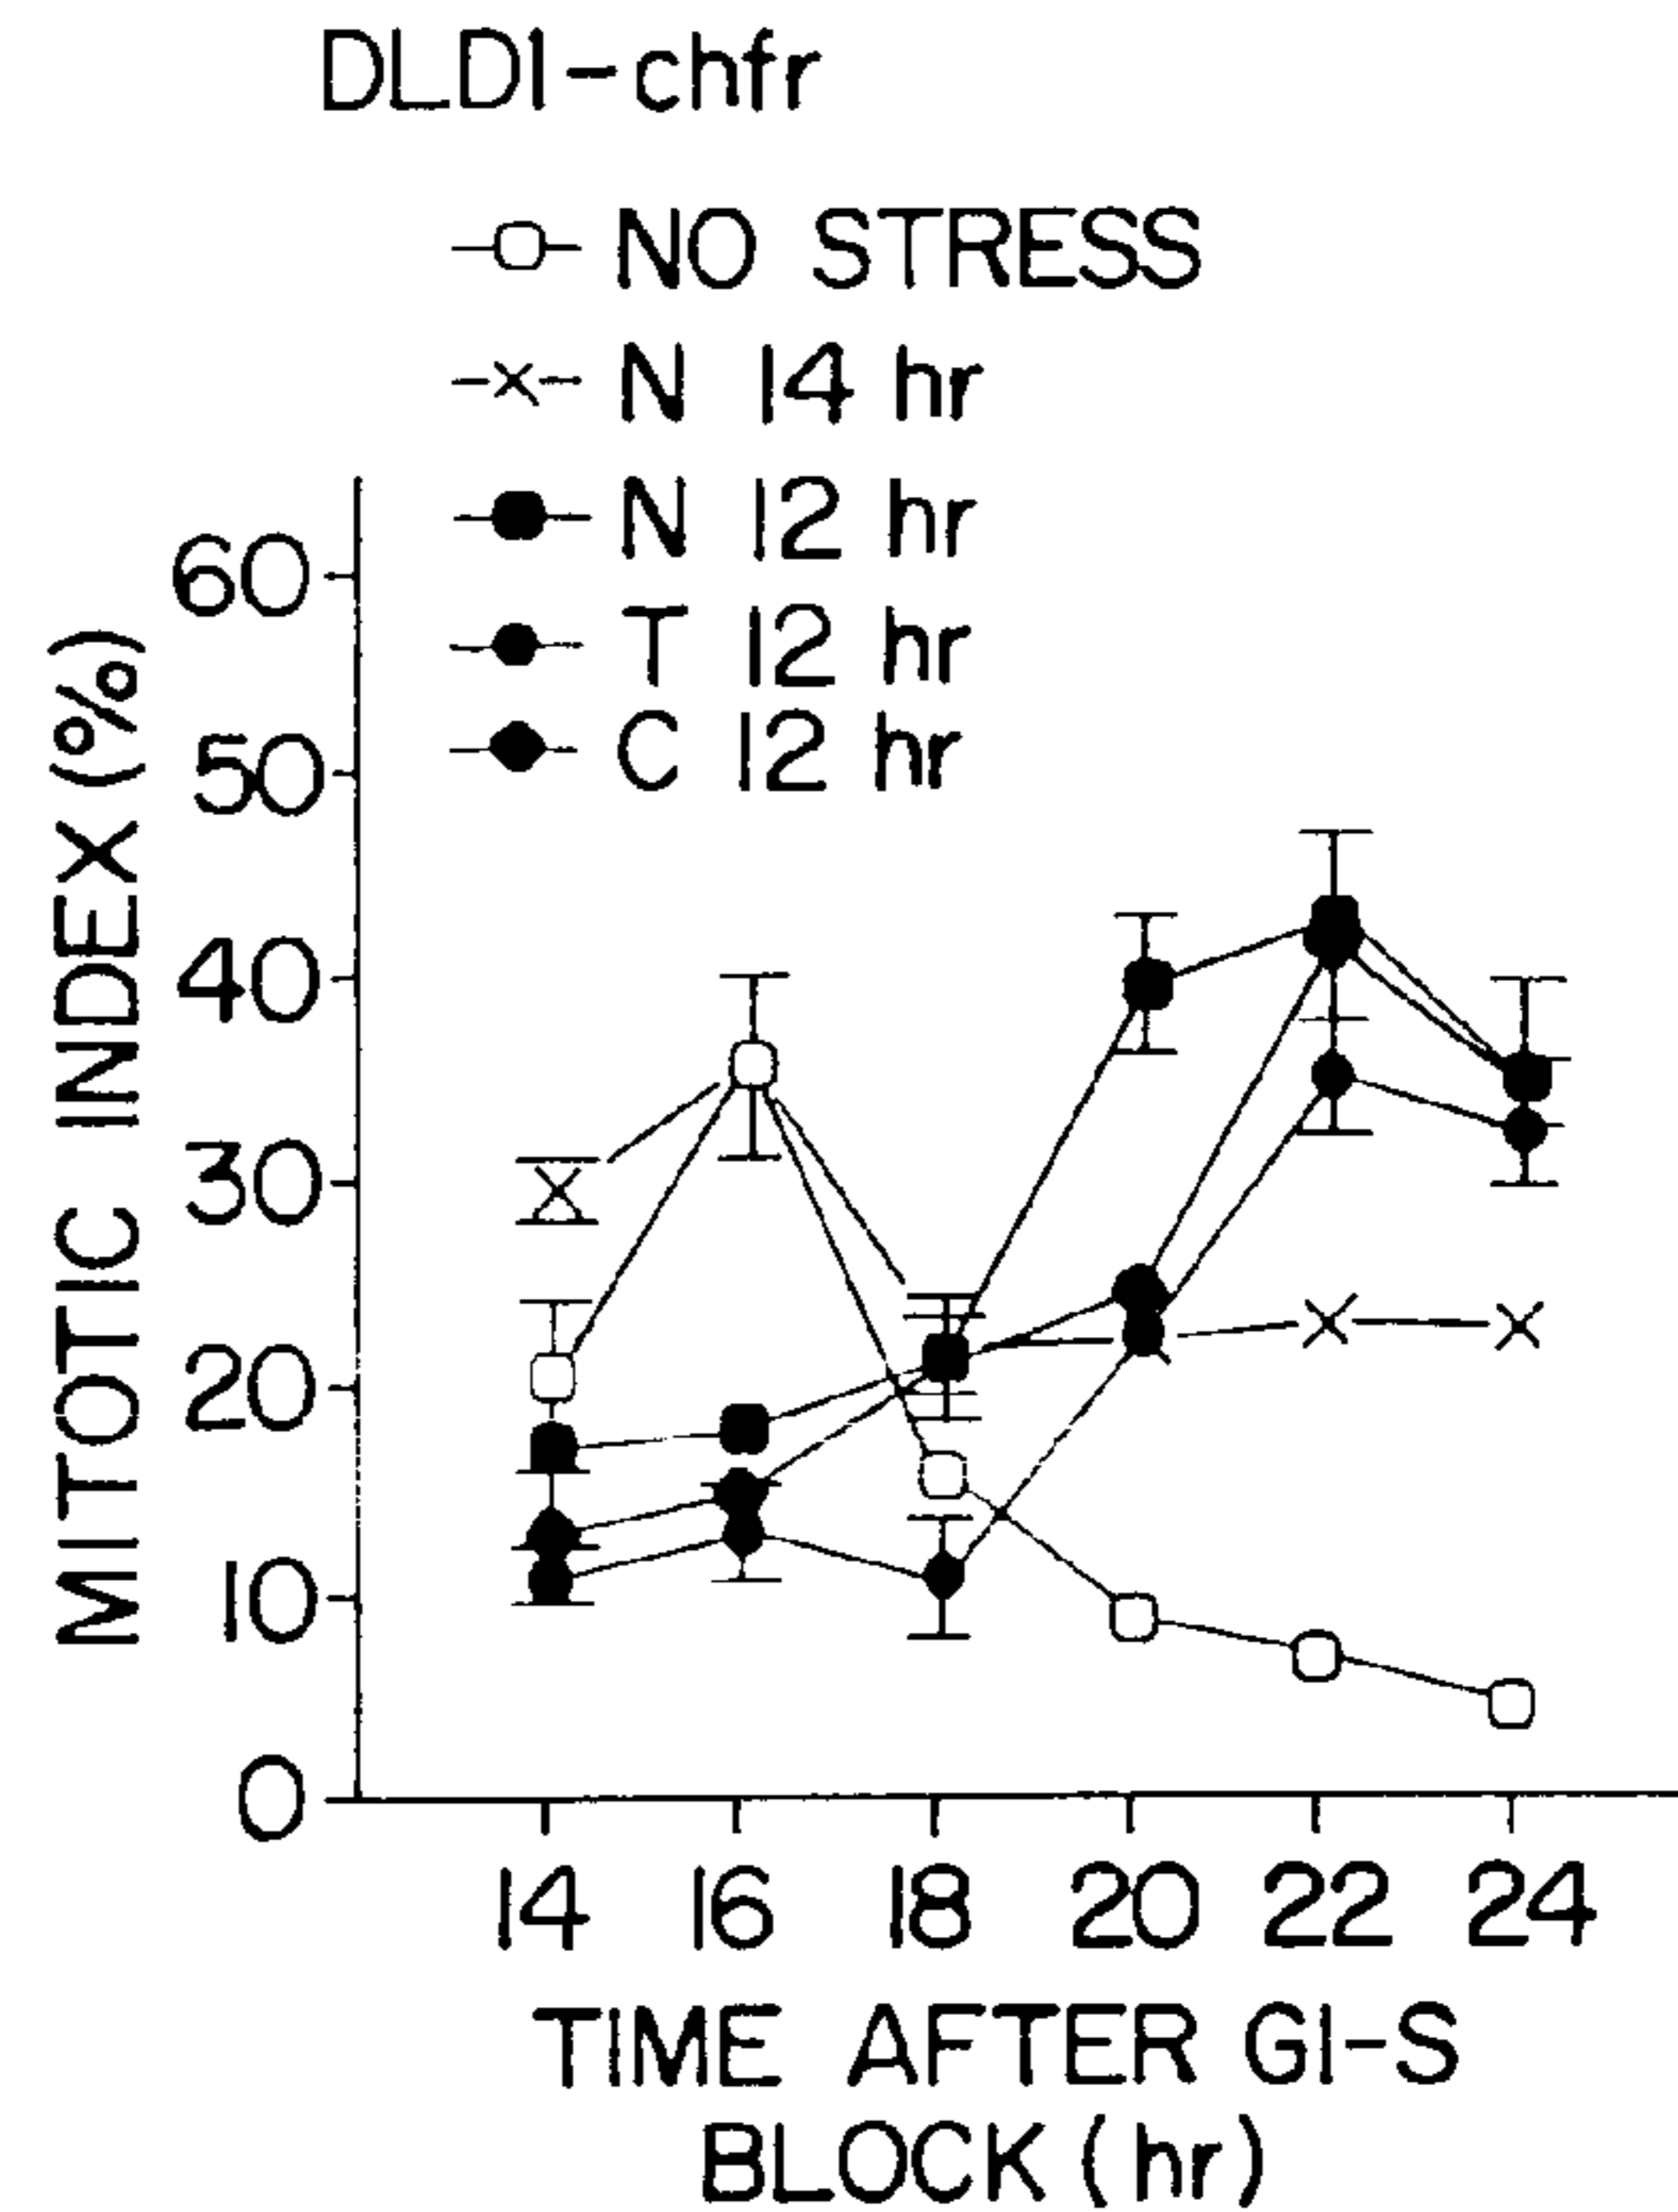 DLD1-chfr
NO STRESS
N 14 hr
N 12 hr
T 12 hr
C 12 hr
MITOTIC INDEX (%)
60
50
40
30
20
10
0
14 16 18 20 22 24
TIME AFTER G1-S
BLOCK (hr)